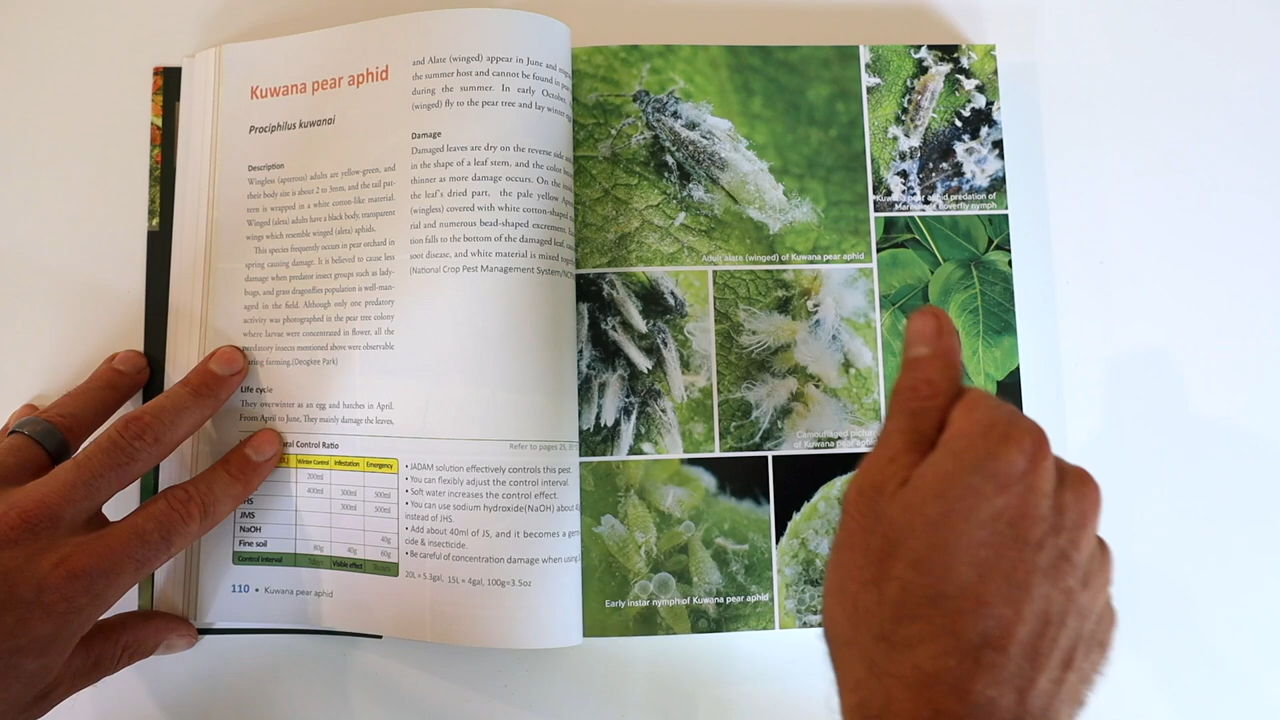 Kuwana pear aphid
Prociphilus kuwanai
Description
Wingless (apterous) adults are yellow-green, and
their body size is about 2 to 3mm, and the tail pat-
tern is wrapped in a white cotton-like material.
Winged (aleta) adults have a black body, transparent
wings which resemble winged (aleta) aphids.
This species frequently occurs in pear orchard in
spring causing damage. It is believed to cause less
damage when predator insect groups such as lady-
bugs, and grass dragonflies population is well-man-
aged in the field. Although only one predatory
activity was photographed in the pear tree colony
where larvae were concentrated in flower, all the
predatory insects mentioned above were observable
during farming.(Deogkee Park)
Life cycle
They overwinter as an egg and hatches in April.
From April to June, They mainly damage the leaves,
and Alate (winged) appear in June and
the summer host and cannot be found in
during the summer. In early October,
(winged) fly to the pear tree and lay winter
Damage
Damaged leaves are dry on the reverse side
in the shape of a leaf stem, and the color
thinner as more damage occurs. On the
the leaf's dried part, the pale yellow
(wingless) covered with white cotton-shaped
rial and numerous bead-shaped excrement.
tion falls to the bottom of the damaged leaf,
soot disease, and white material is mixed
(National Crop Pest Management System/
ral Control Ratio
Refer to pages 25,
Winter Control Infestation Emergency
200ml
400ml 300ml 500ml
300ml 500ml
JMS
NaOH
40g
Fine soil 80g 40g 60g
Control interval Visible effect
• JADAM solution effectively controls this pest.
• You can flexibly adjust the control interval.
• Soft water increases the control effect.
• You can use sodium hydroxide(NaOH) about
instead of JHS.
• Add about 40ml of JS, and it becomes a
cide & insecticide.
• Be careful of concentration damage when using
20L = 5.3gal, 15L = 4gal, 100g=3.5oz
110 • Kuwana pear aphid
Adult alate (winged) of Kuwana pear aphid
Kuwana pear aphid predation of
Marmalade hoverfly nymph
Camouflaged
of Kuwana pear aphid
Early instar nymph of Kuwana pear aphid